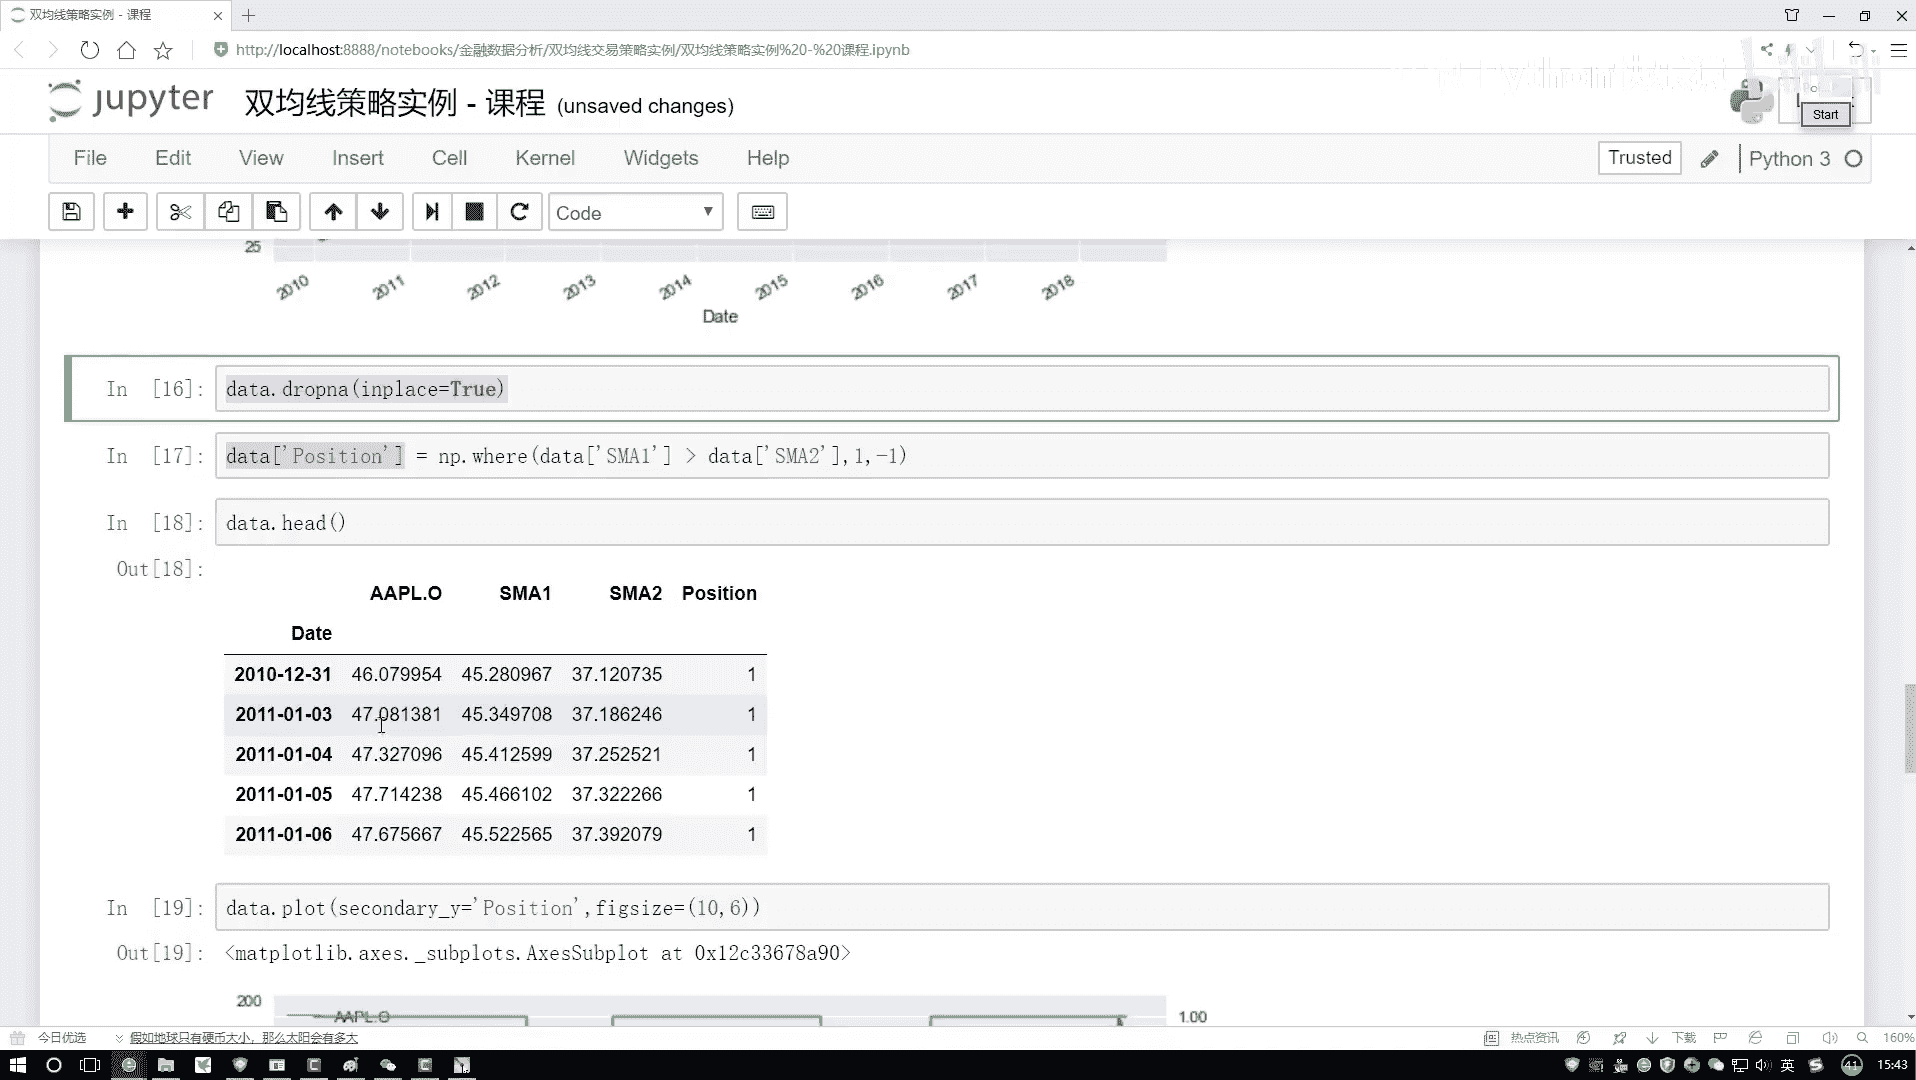 双均线策略实例 - 课程
http://localhost:8888/notebooks/金融数据分析/双均线交易策略实例/双均线策略实例%20-%20课程.ipynb
jupyter 双均线策略实例 - 课程 (unsaved changes)
Start
File Edit View Insert Cell Kernel Widgets Help
Trusted Python 3
Code
25
2010 2011 2012 2013 2014 2015 2016 2017 2018
Date
In [16]: data.dropna(inplace=True)
In [17]: data['Position'] = np.where(data['SMA1'] > data['SMA2'],1,-1)
In [18]: data.head()
Out[18]:
AAPL.O SMA1 SMA2 Position
Date
2010-12-31 46.079954 45.280967 37.120735 1
2011-01-03 47.081381 45.349708 37.186246 1
2011-01-04 47.327096 45.412599 37.252521 1
2011-01-05 47.714238 45.466102 37.322266 1
2011-01-06 47.675667 45.522565 37.392079 1
In [19]: data.plot(secondary_y='Position',figsize=(10,6))
Out[19]: <matplotlib.axes._subplots.AxesSubplot at 0x12c33678a90>
200 AAPL.O 1.00
今日优选 假如地球只有硬币大小，那么太阳会有多大 热点资讯 下载 160%
英 41 15:43